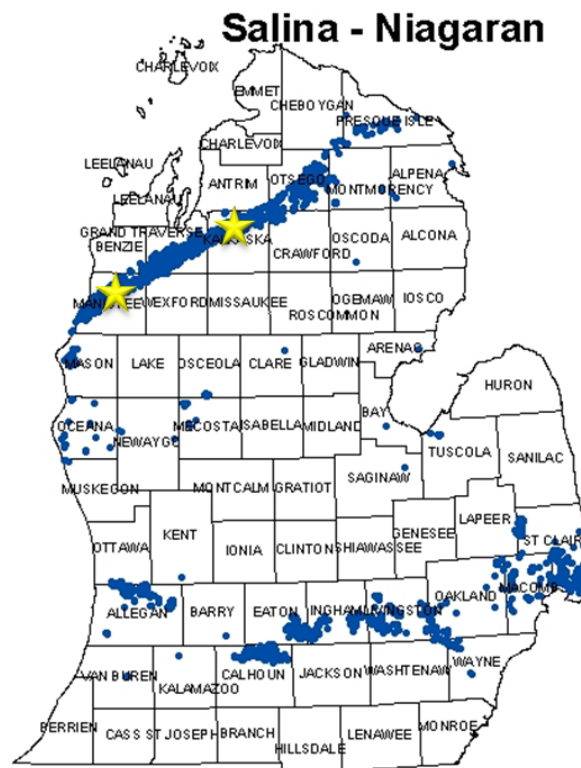 Salina - Niagaran
CHARLEVOIX
EMMET
CHEBOYGAN
PRESQUE ISLE
CHARLEVOIX
LEELANAU
ANTRIM
OTSEGO
ALPENA
MONTMORENCY
LEELANAU
GRAND TRAVERSE
KALKASKA
BENZIE
CRAWFORD
OSCODA
ALCONA
MANISTEE
WEXFORD
MISSAUKEE
ROSCOMMON
OGEMAW
IOSCO
MASON
LAKE
OSCEOLA
CLARE
GLADWIN
ARENAC
HURON
OCEANA
NEWAYGO
MECOSTA
ISABELLA
MIDLAND
BAY
TUSCOLA
SANILAC
MUSKEGON
MONTCALM
GRATIOT
SAGINAW
LAPEER
OTTAWA
KENT
IONIA
CLINTON
SHIAWASSEE
GENESEE
ST CLAIR
ALLEGAN
BARRY
EATON
INGHAM
LIVINGSTON
OAKLAND
MACOMB
VAN BUREN
KALAMAZOO
CALHOUN
JACKSON
WASHTENAW
WAYNE
BERRIEN
CASS
ST JOSEPH
BRANCH
HILLSDALE
LENAWEE
MONROE